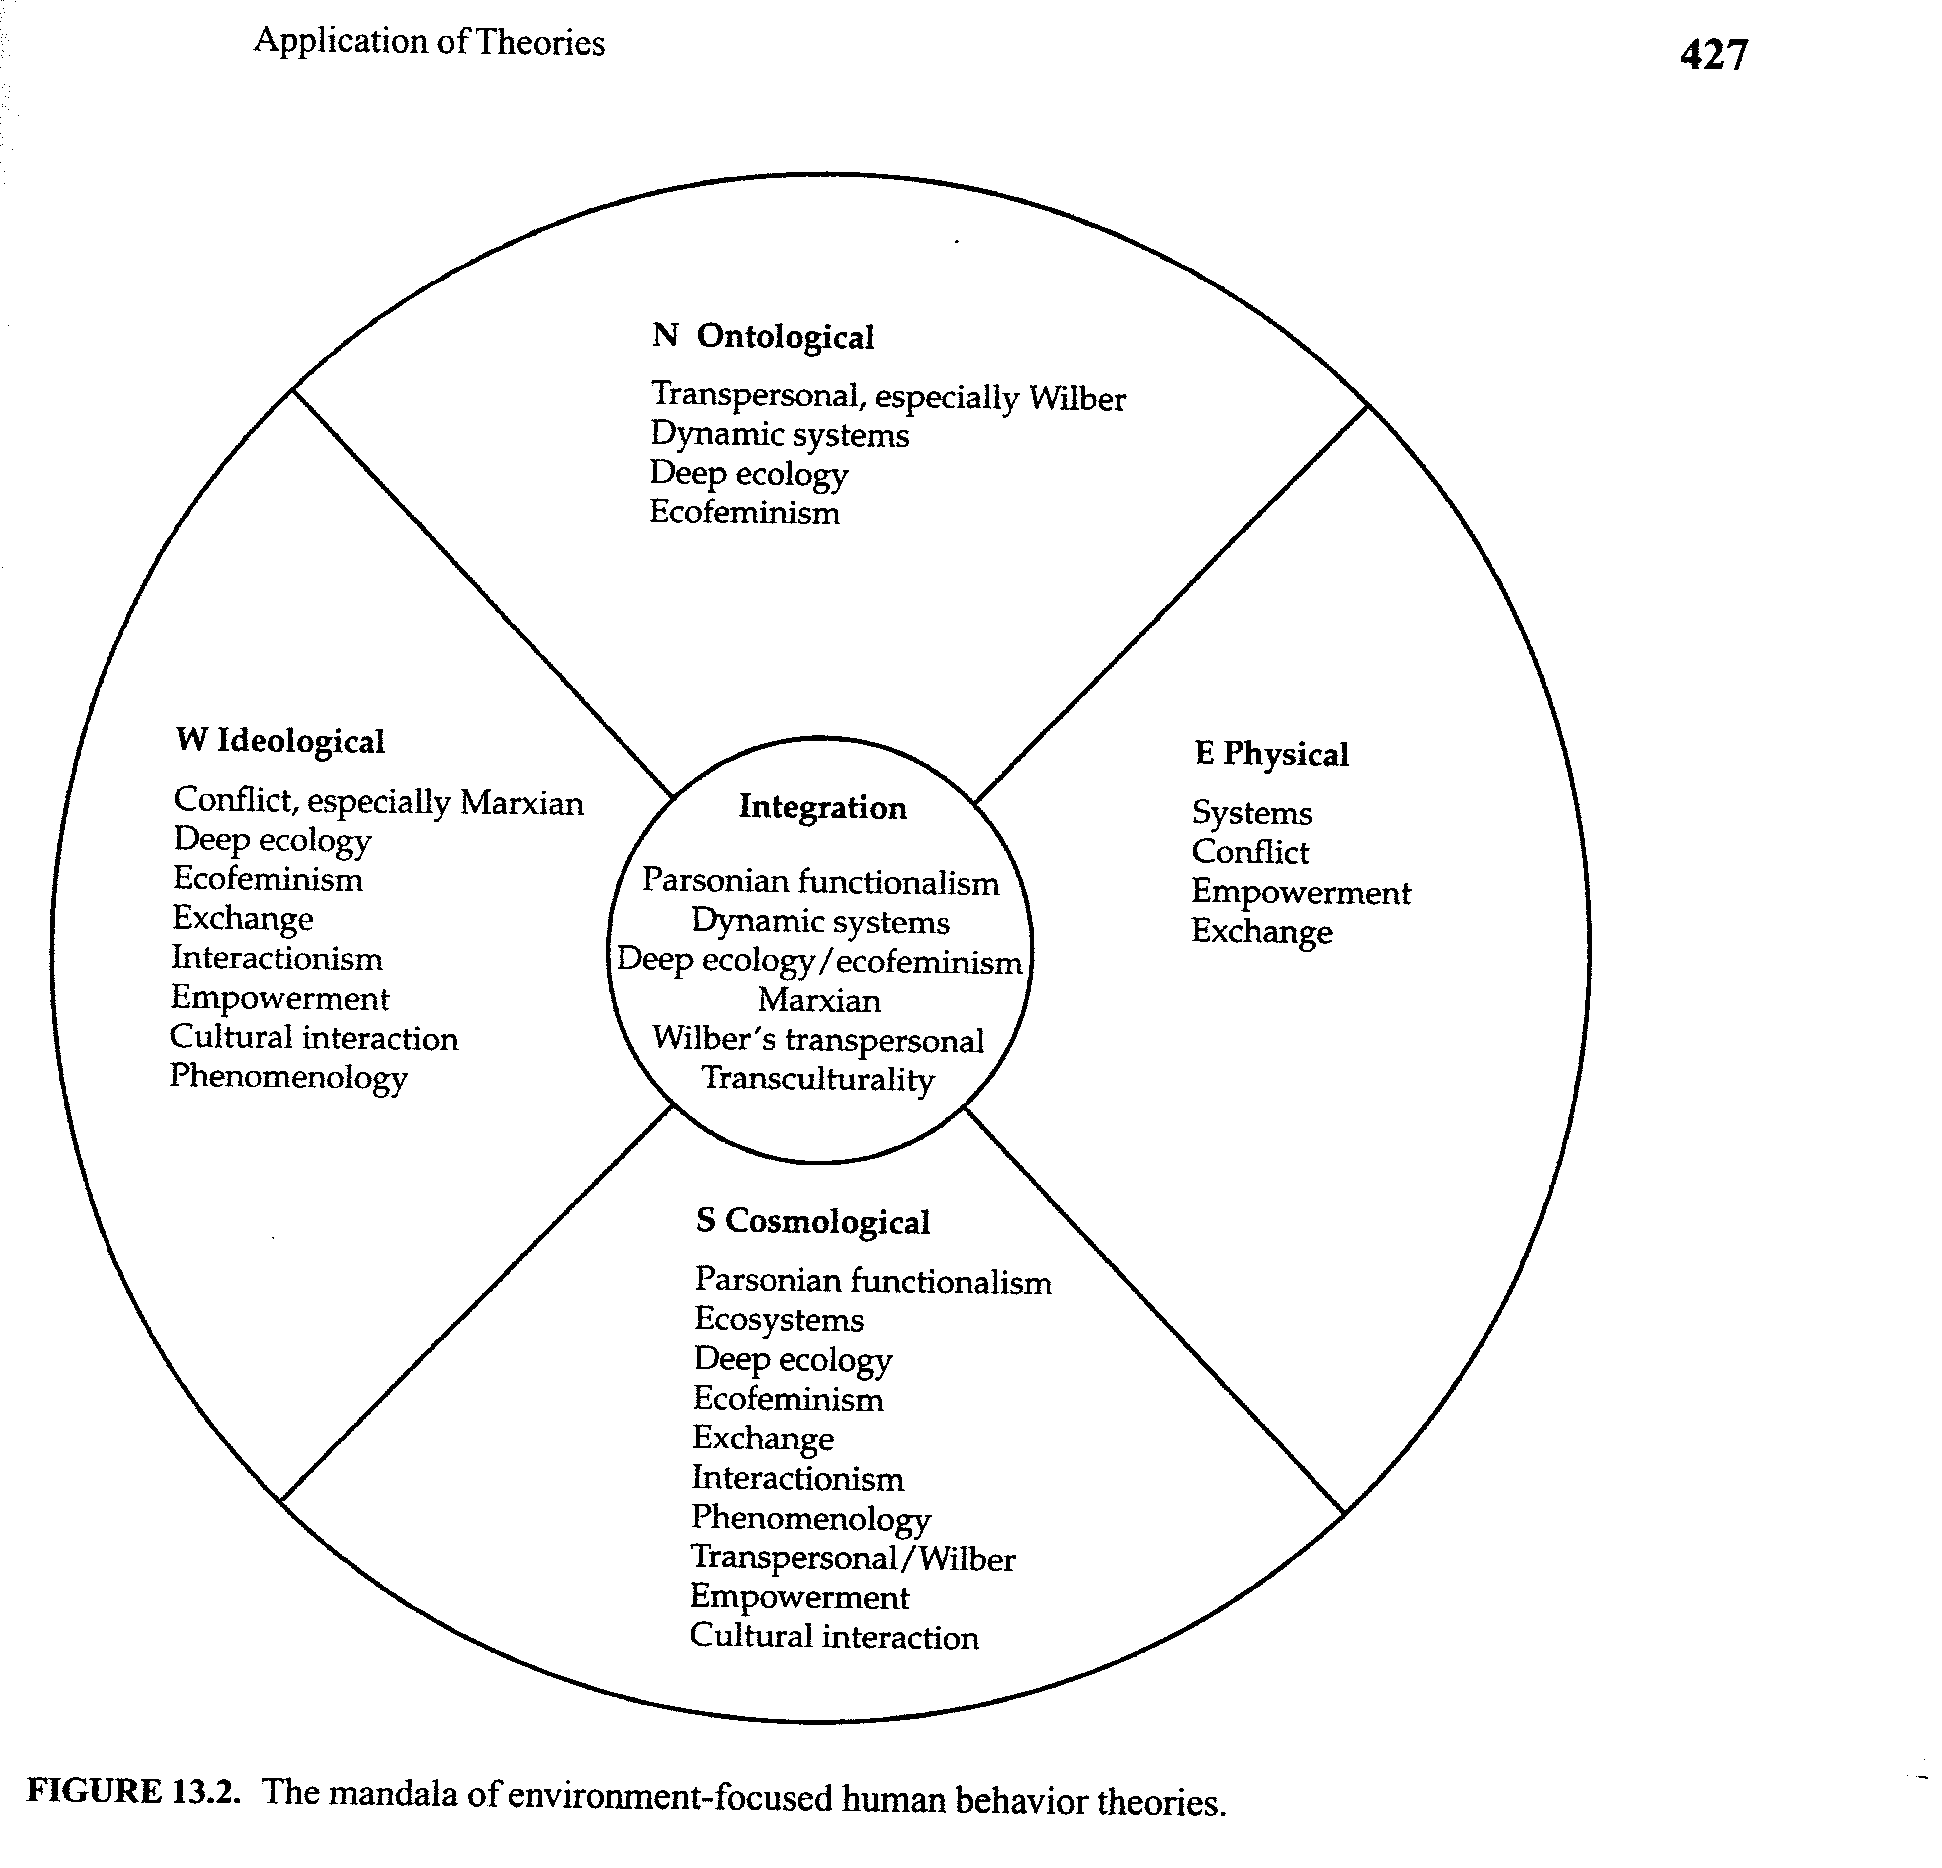 Application of Theories
427
N Ontological
Transpersonal, especially Wilber
Dynamic systems
Deep ecology
Ecofeminism
W Ideological
Conflict, especially Marxian
Deep ecology
Ecofeminism
Exchange
Interactionism
Empowerment
Cultural interaction
Phenomenology
Integration
Parsonian functionalism
Dynamic systems
Deep ecology/ecofeminism
Marxian
Wilber's transpersonal
Transculturality
E Physical
Systems
Conflict
Empowerment
Exchange
S Cosmological
Parsonian functionalism
Ecosystems
Deep ecology
Ecofeminism
Exchange
Interactionism
Phenomenology
Transpersonal/Wilber
Empowerment
Cultural interaction
FIGURE 13.2. The mandala of environment-focused human behavior theories.